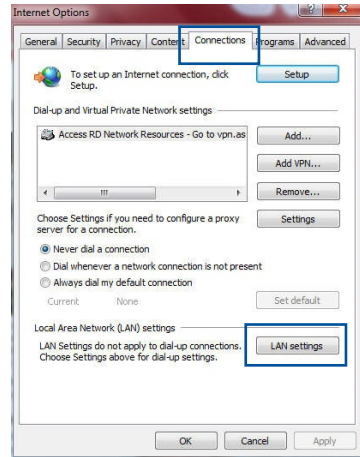 Internet Options
General Security Privacy Content Connections Programs Advanced
To set up an Internet connection, click
Setup.
Setup
Dial-up and Virtual Private Network settings
Access RD Network Resources - Go to vpn.as
Add...
Add VPN...
Remove...
Choose Settings if you need to configure a proxy
server for a connection.
Settings
Never dial a connection
Dial whenever a network connection is not present
Always dial my default connection
Current None
Set default
Local Area Network (LAN) settings
LAN Settings do not apply to dial-up connections.
Choose Settings above for dial-up settings.
LAN settings
OK Cancel Apply